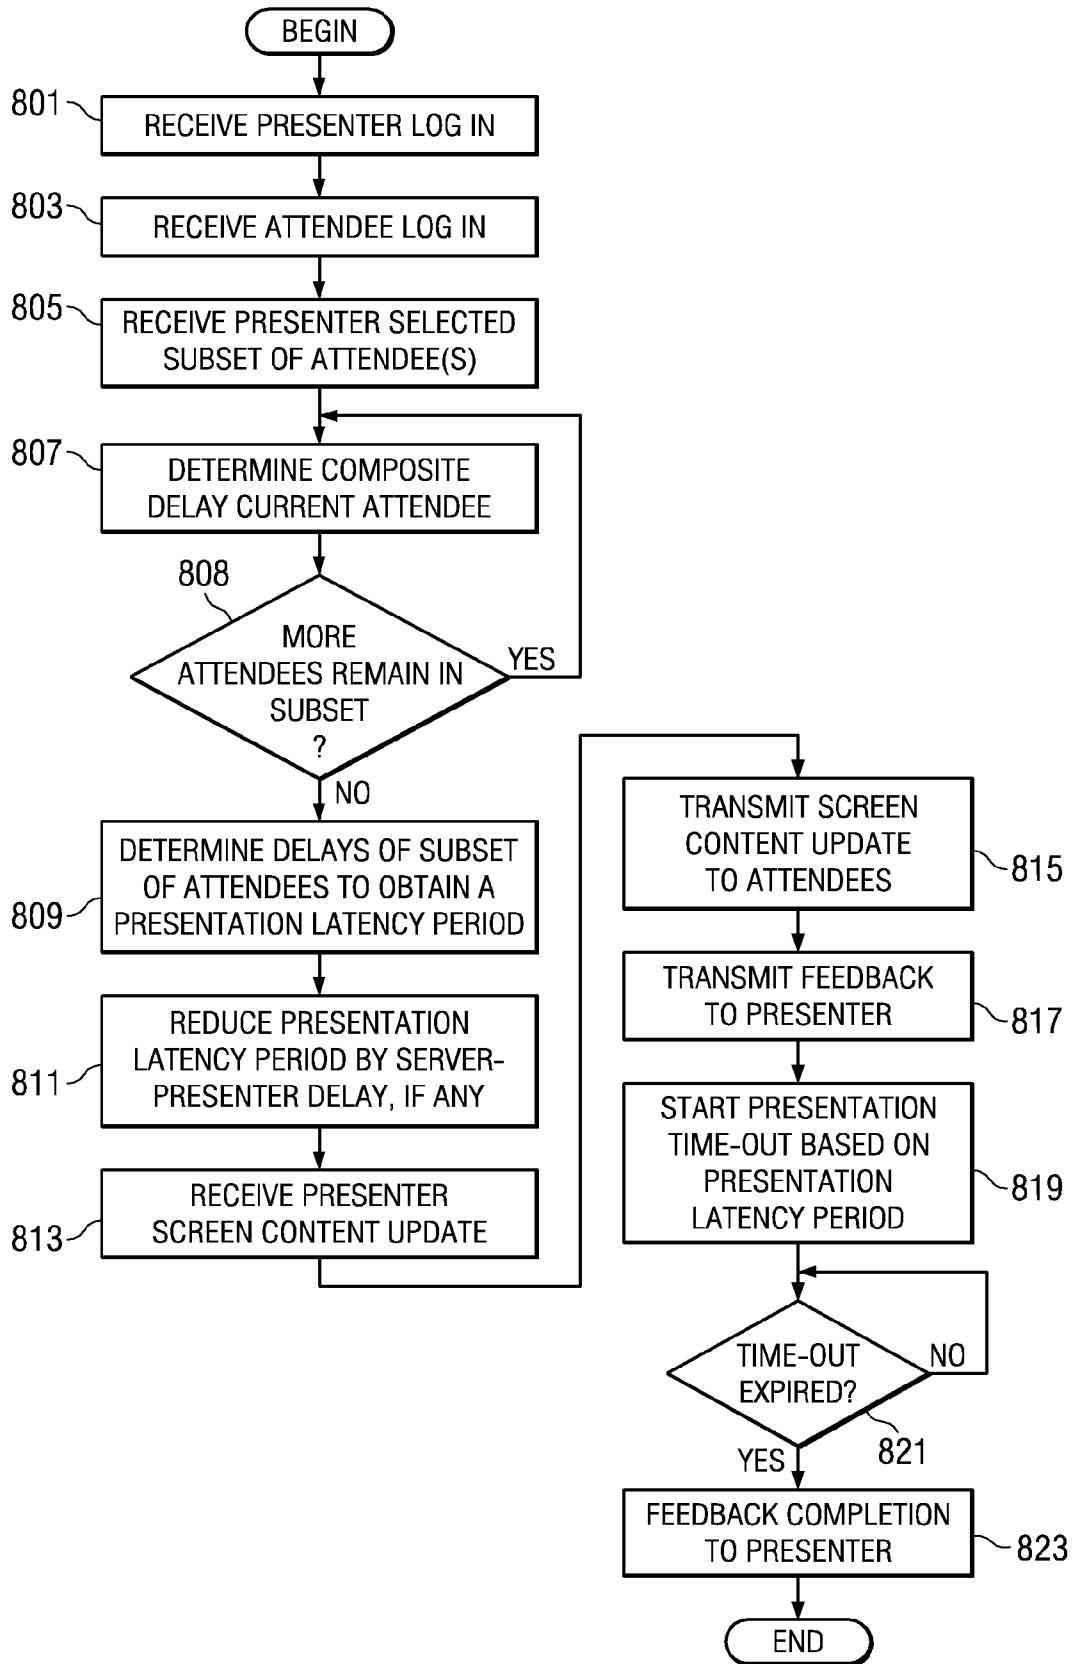 BEGIN
801
RECEIVE PRESENTER LOG IN
803
RECEIVE ATTENDEE LOG IN
805
RECEIVE PRESENTER SELECTED
SUBSET OF ATTENDEE(S)
807
DETERMINE COMPOSITE
DELAY CURRENT ATTENDEE
808
MORE
ATTENDEES REMAIN IN
SUBSET
?
YES
NO
809
DETERMINE DELAYS OF SUBSET
OF ATTENDEES TO OBTAIN A
PRESENTATION LATENCY PERIOD
811
REDUCE PRESENTATION
LATENCY PERIOD BY SERVER-
PRESENTER DELAY, IF ANY
813
RECEIVE PRESENTER
SCREEN CONTENT UPDATE
TRANSMIT SCREEN
CONTENT UPDATE
TO ATTENDEES
815
TRANSMIT FEEDBACK
TO PRESENTER
817
START PRESENTATION
TIME-OUT BASED ON
PRESENTATION
LATENCY PERIOD
819
TIME-OUT
EXPIRED?
NO
821
YES
FEEDBACK COMPLETION
TO PRESENTER
823
END